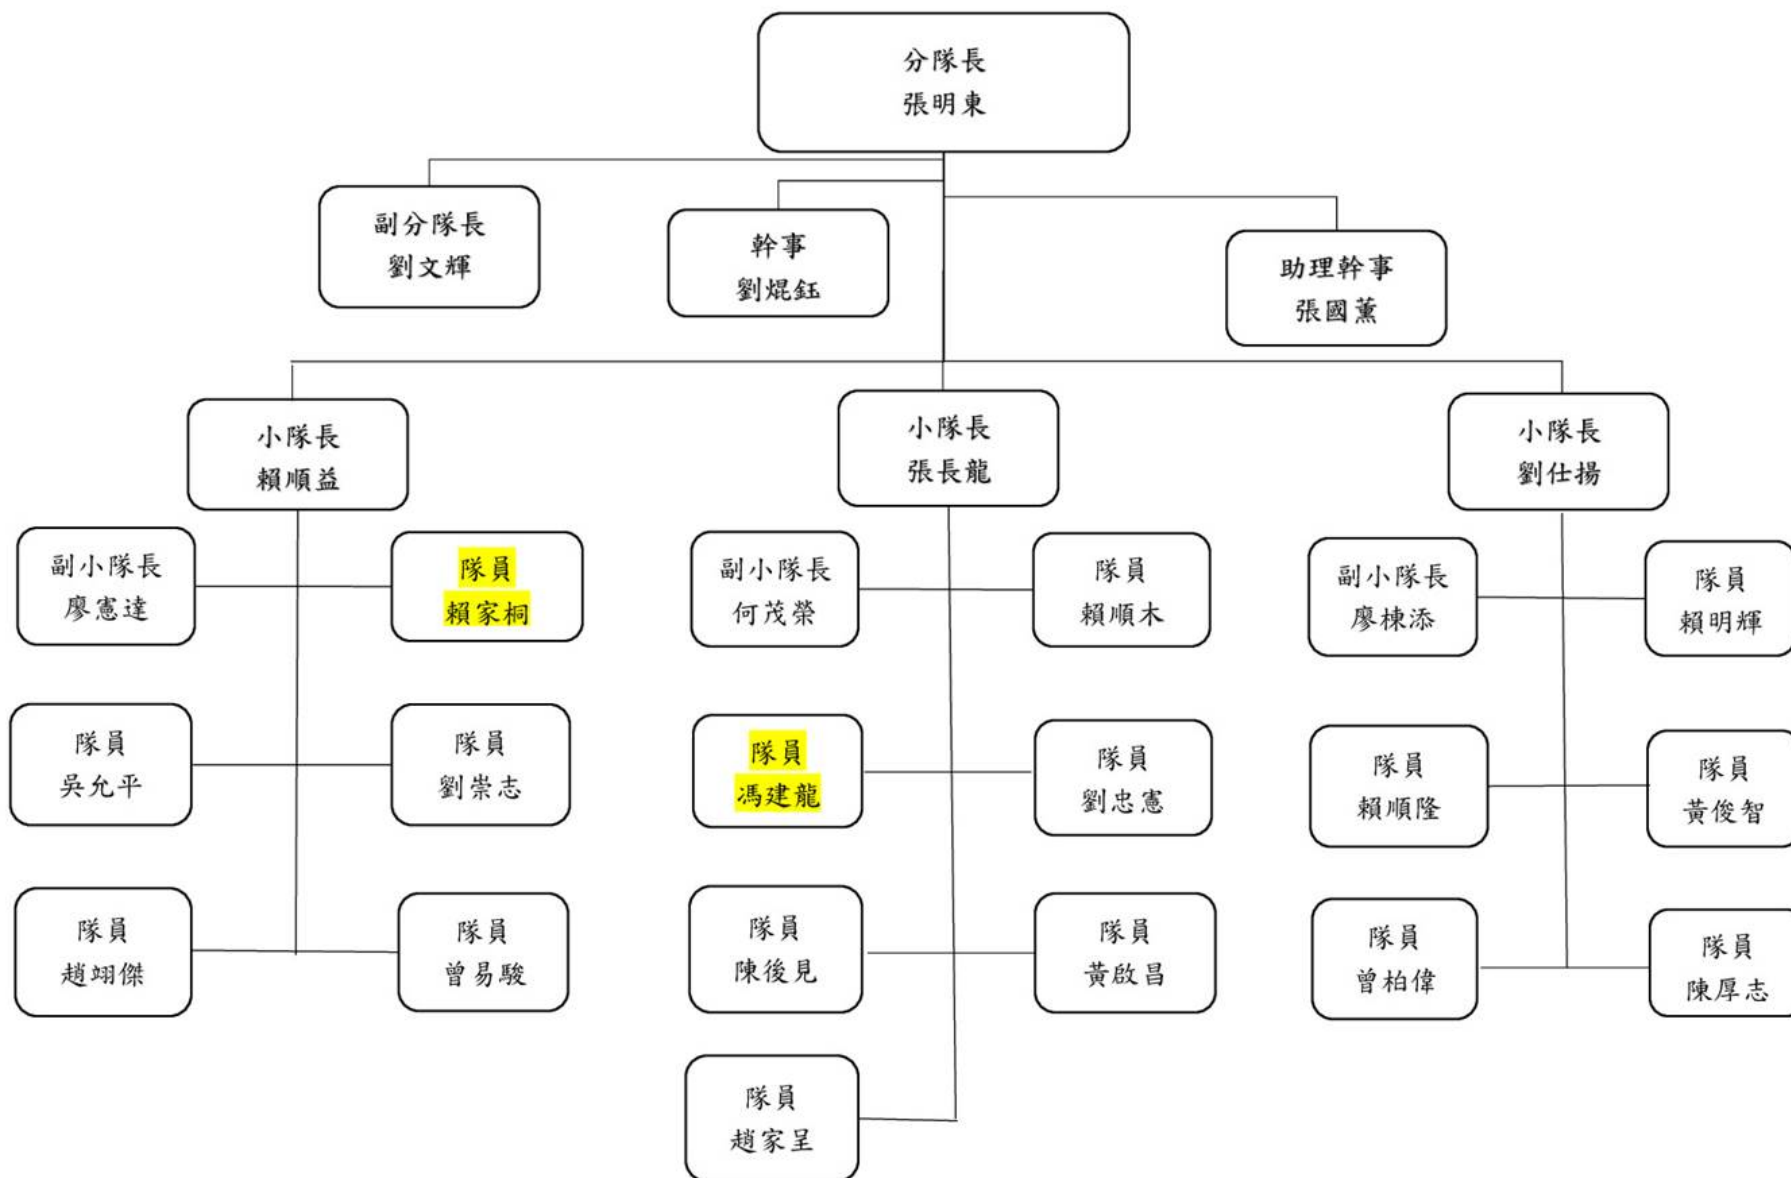 分隊長
張明東
副分隊長
劉文輝
幹事
劉焜鈺
助理幹事
張國薰
小隊長
賴順益
小隊長
張長龍
小隊長
劉仕揚
副小隊長
廖憲達
隊員
賴家桐
副小隊長
何茂榮
隊員
賴順木
副小隊長
廖棟添
隊員
賴明輝
隊員
吳允平
隊員
劉崇志
隊員
馮建龍
隊員
劉忠憲
隊員
賴順隆
隊員
黃俊智
隊員
趙翊傑
隊員
曾易駿
隊員
陳後見
隊員
黃啟昌
隊員
曾柏偉
隊員
陳厚志
隊員
趙家呈